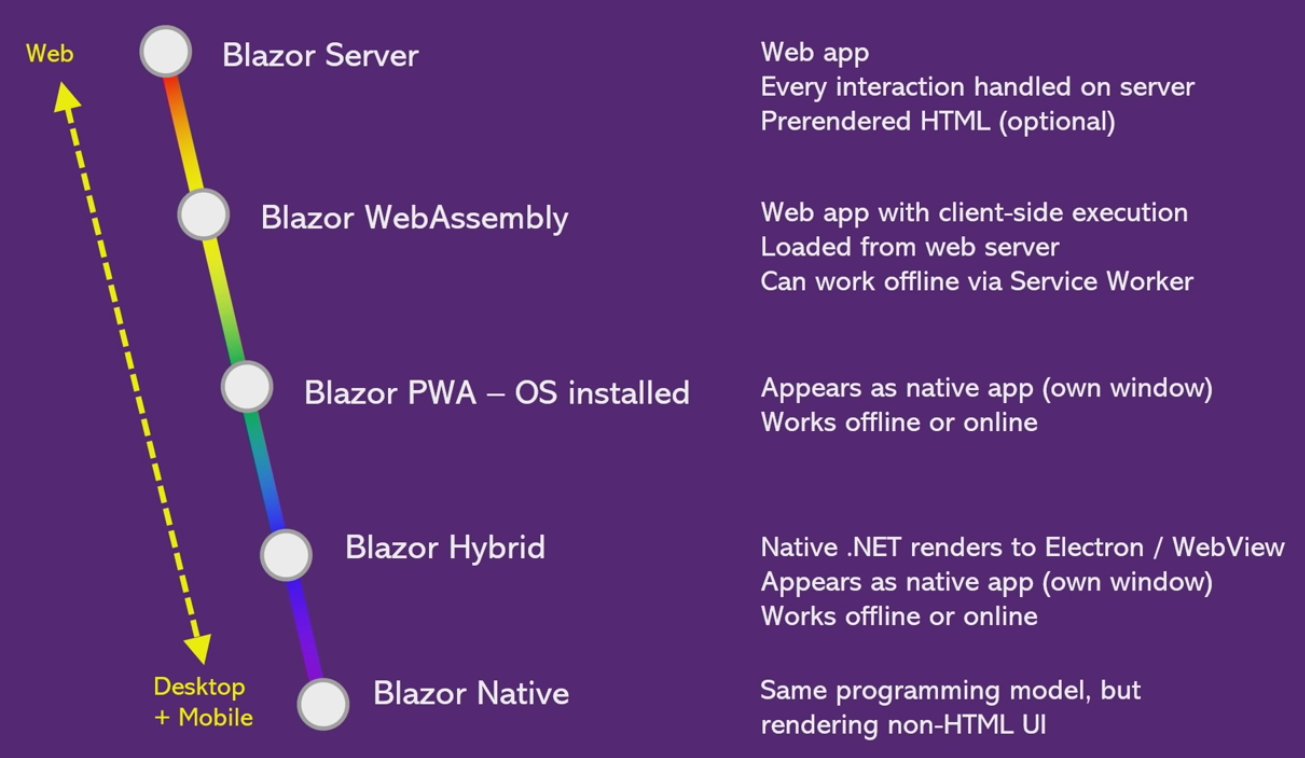 Web
Blazor Server
Web app
Every interaction handled on server
Prerendered HTML (optional)
Blazor WebAssembly
Web app with client-side execution
Loaded from web server
Can work offline via Service Worker
Blazor PWA – OS installed
Appears as native app (own window)
Works offline or online
Blazor Hybrid
Native .NET renders to Electron / WebView
Appears as native app (own window)
Works offline or online
Desktop
+ Mobile
Blazor Native
Same programming model, but
rendering non-HTML UI